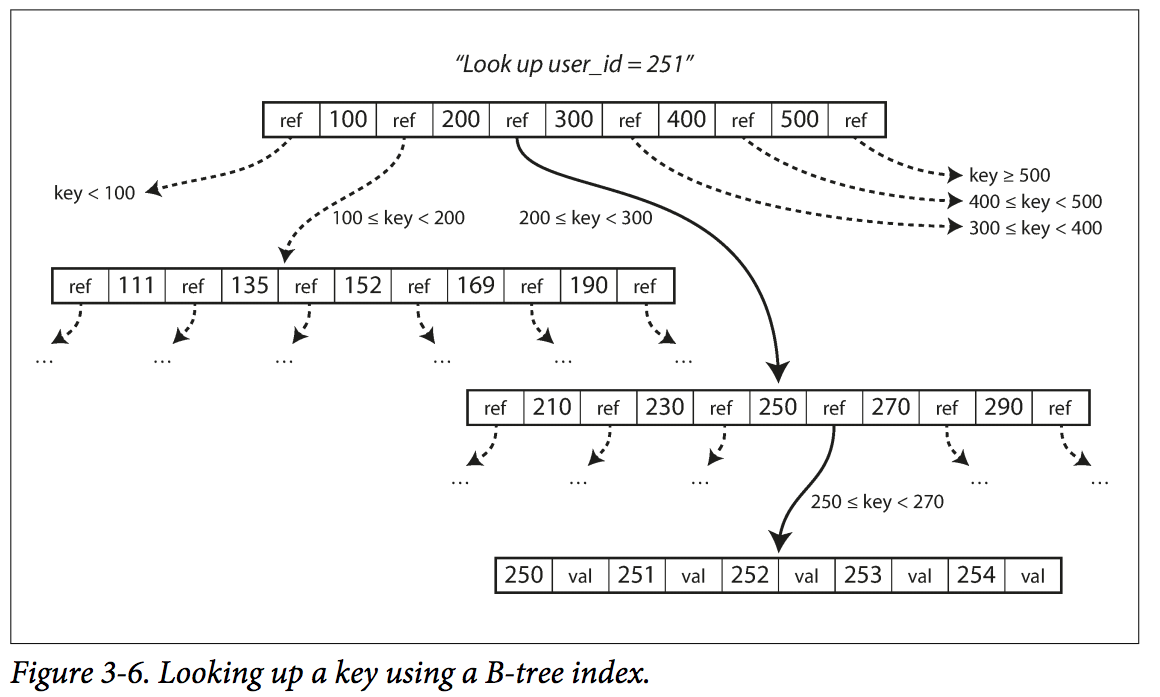 “Look up user_id = 251”
ref 100 ref 200 ref 300 ref 400 ref 500 ref
key < 100
100 ≤ key < 200
200 ≤ key < 300
key ≥ 500
400 ≤ key < 500
300 ≤ key < 400
ref 111 ref 135 ref 152 ref 169 ref 190 ref
... ... ... ... ... ...
ref 210 ref 230 ref 250 ref 270 ref 290 ref
... ... ... ... ...
250 ≤ key < 270
250 val 251 val 252 val 253 val 254 val
Figure 3-6. Looking up a key using a B-tree index.